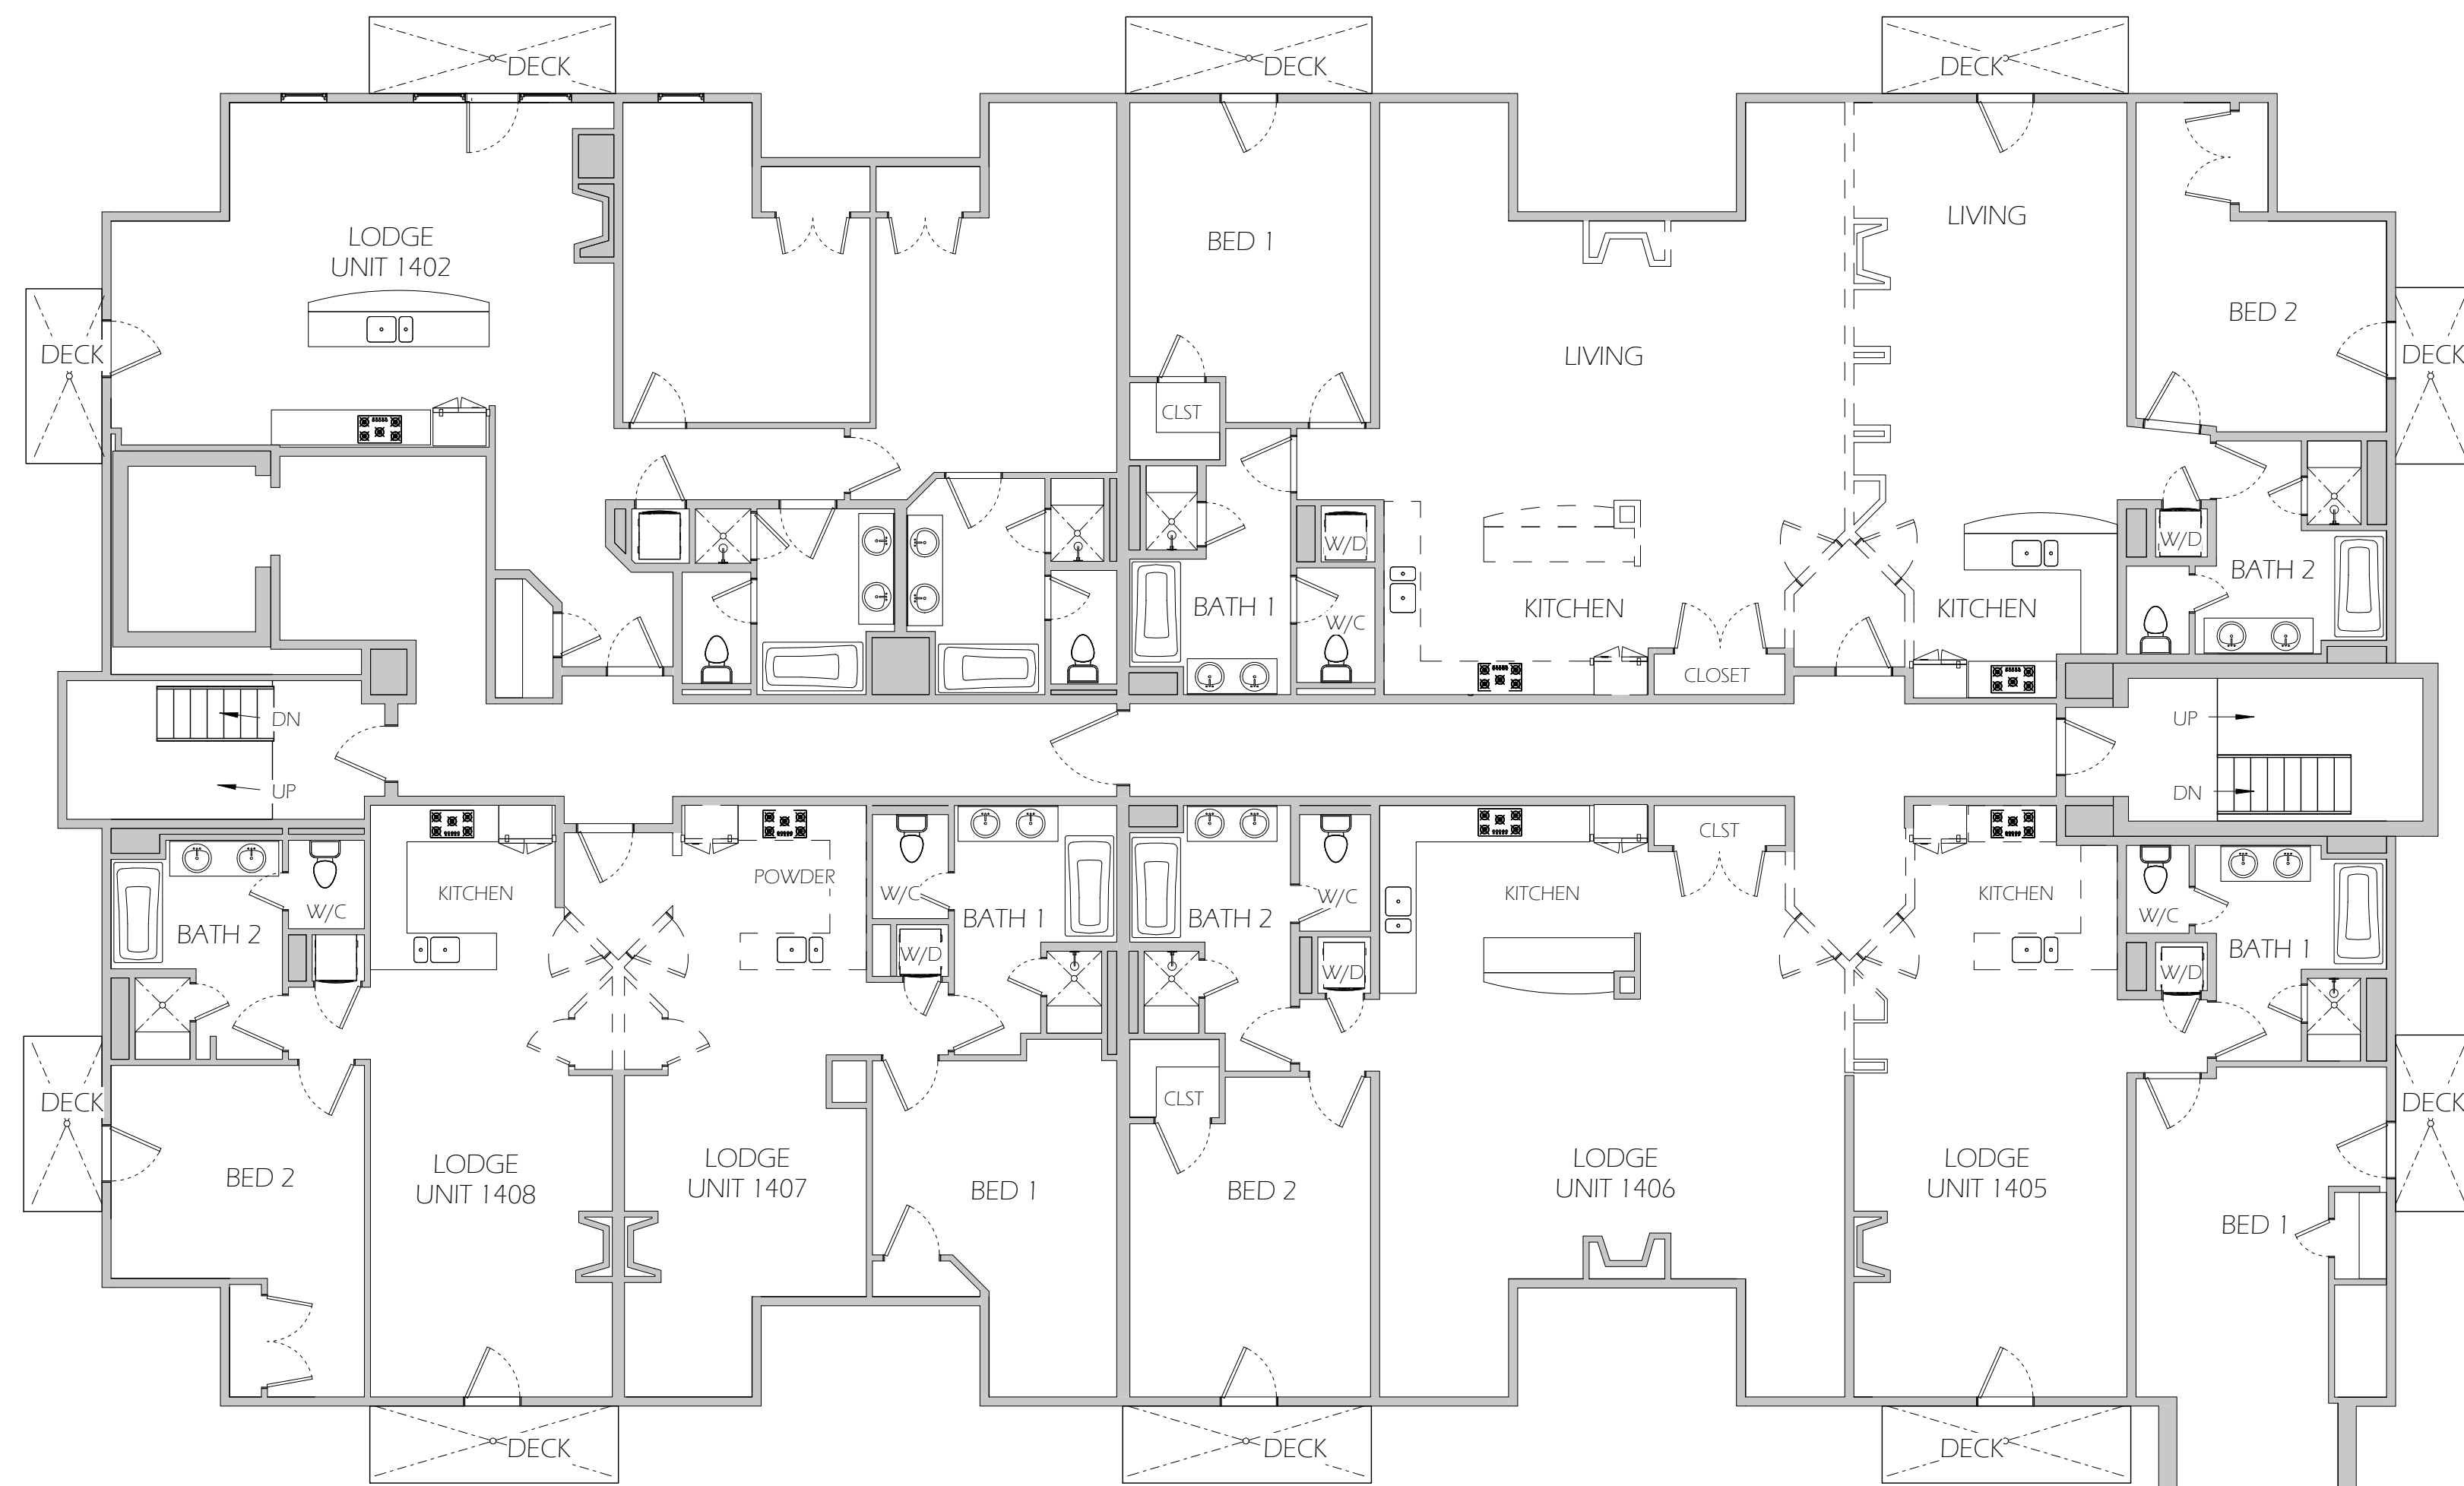 DECK
DECK
DECK
LODGE
UNIT 1402
BED 1
LIVING
LIVING
BED 2
DECK
DECK
CLST
W/D
W/D
BATH 1
W/C
KITCHEN
KITCHEN
BATH 2
CLOSET
DN
UP
UP
DN
KITCHEN
POWDER
W/C
BATH 1
BATH 2
W/C
KITCHEN
CLST
KITCHEN
W/C
BATH 1
W/C
BATH 2
W/D
W/D
W/D
DECK
BED 2
LODGE
UNIT 1408
LODGE
UNIT 1407
BED 1
CLST
BED 2
LODGE
UNIT 1406
LODGE
UNIT 1405
BED 1
DECK
DECK
DECK
DECK